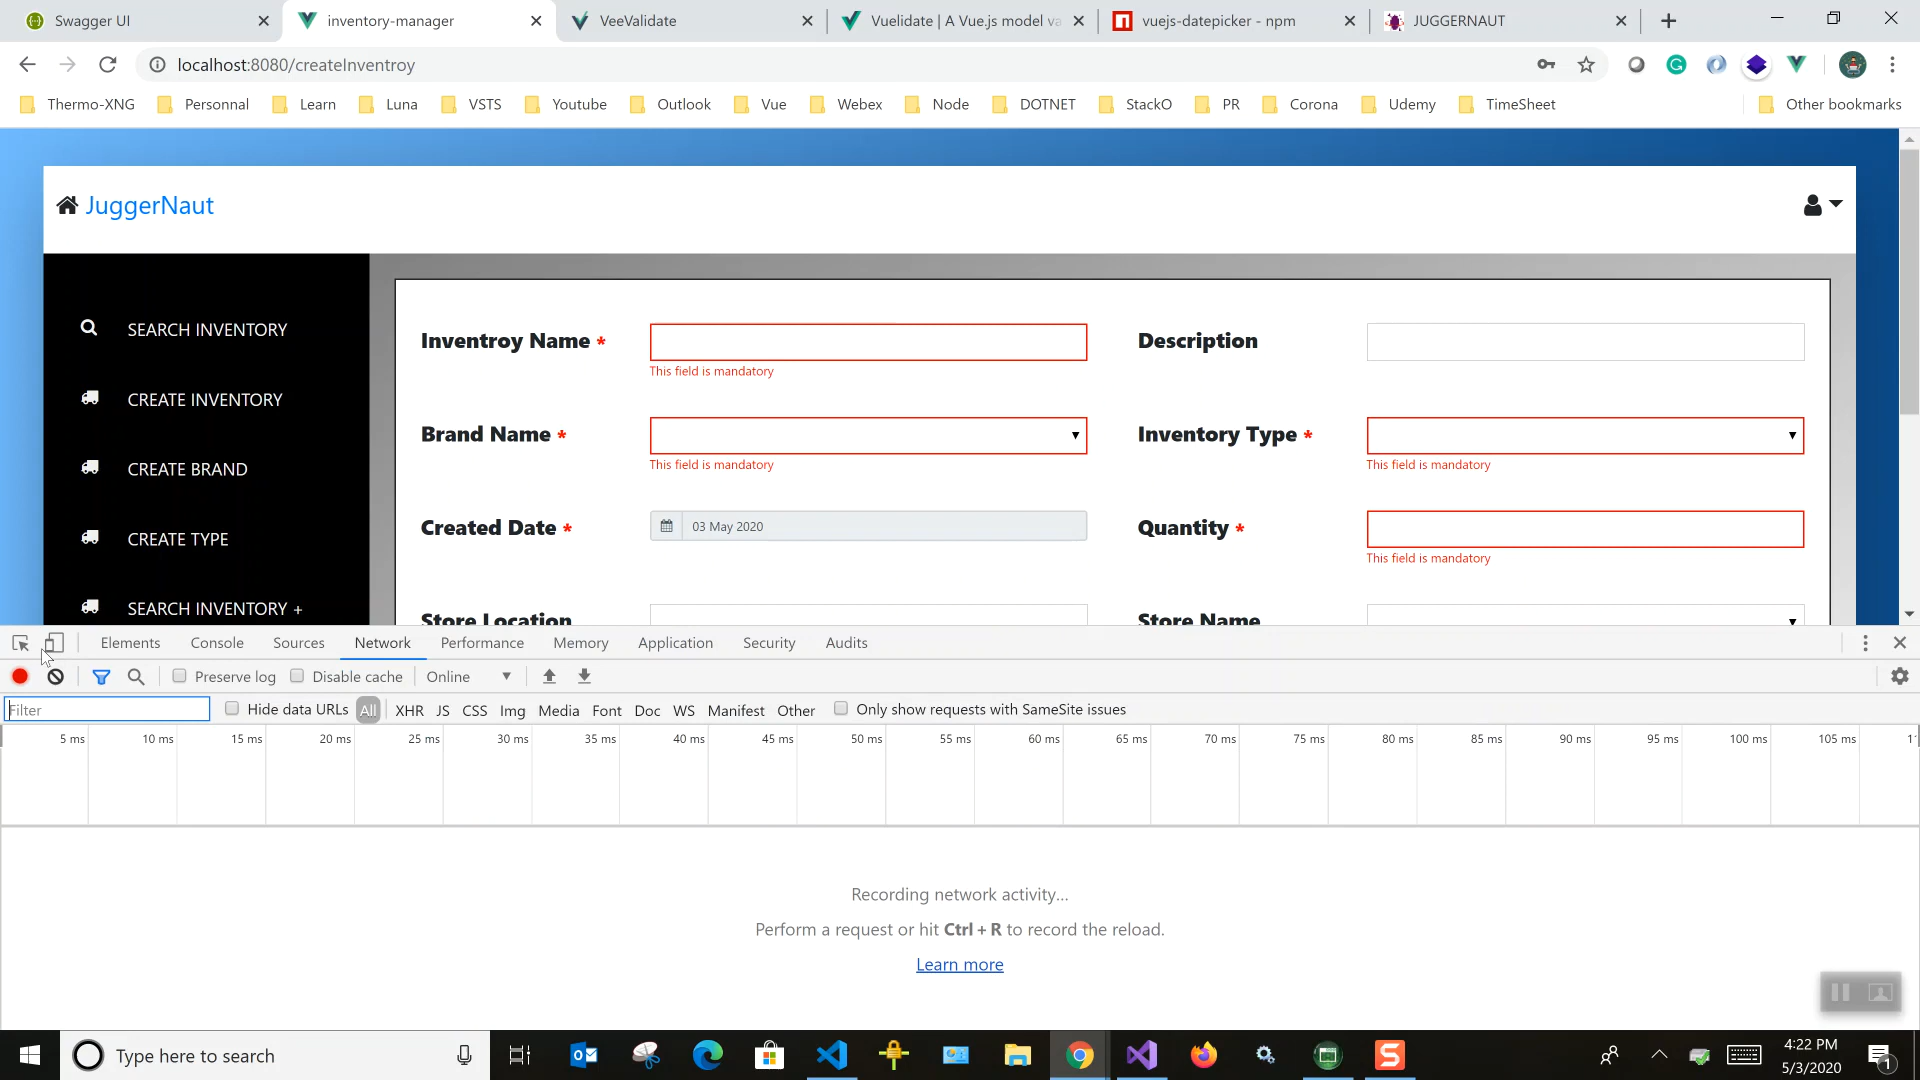 Swagger UI
inventory-manager
VeeValidate
Vuelidate | A Vue.js model va
vuejs-datepicker - npm
JUGGERNAUT
localhost:8080/createInventroy
Thermo-XNG
Personnal
Learn
Luna
VSTS
Youtube
Outlook
Vue
Webex
Node
DOTNET
StackO
PR
Corona
Udemy
TimeSheet
Other bookmarks
JuggerNaut
SEARCH INVENTORY
CREATE INVENTORY
CREATE BRAND
CREATE TYPE
SEARCH INVENTORY +
Inventroy Name *
This field is mandatory
Description
Brand Name *
This field is mandatory
Inventory Type *
This field is mandatory
Created Date *
03 May 2020
Quantity *
This field is mandatory
Store Location
Store Name
Elements
Console
Sources
Network
Performance
Memory
Application
Security
Audits
Preserve log
Disable cache
Online
Filter
Hide data URLs
All
XHR
JS
CSS
Img
Media
Font
Doc
WS
Manifest
Other
Only show requests with SameSite issues
5 ms
10 ms
15 ms
20 ms
25 ms
30 ms
35 ms
40 ms
45 ms
50 ms
55 ms
60 ms
65 ms
70 ms
75 ms
80 ms
85 ms
90 ms
95 ms
100 ms
105 ms
Recording network activity...
Perform a request or hit Ctrl + R to record the reload.
Learn more
Type here to search
4:22 PM
5/3/2020
1